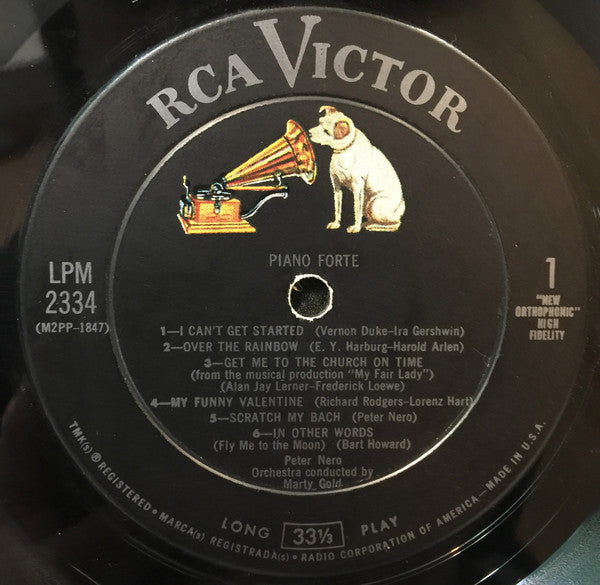 RCA VICTOR
PIANO FORTE
LPM
2334
(M2PP-1847)
1
"NEW
ORTHOPHONIC"
HIGH
FIDELITY
1—I CAN'T GET STARTED (Vernon Duke-Ira Gershwin)
2—OVER THE RAINBOW (E. Y. Harburg-Harold Arlen)
3—GET ME TO THE CHURCH ON TIME
(from the musical production "My Fair Lady")
(Alan Jay Lerner-Frederick Loewe)
4—MY FUNNY VALENTINE (Richard Rodgers-Lorenz Hart)
5—SCRATCH MY BACH (Peter Nero)
6—IN OTHER WORDS
(Fly Me to the Moon) (Bart Howard)
Peter Nero
Orchestra conducted by
Marty Gold
LONG 33⅓ PLAY
TMK(s) ® REGISTERED • MARCA(s) REGISTRADA(s) • RADIO CORPORATION OF AMERICA—MADE IN U.S.A.